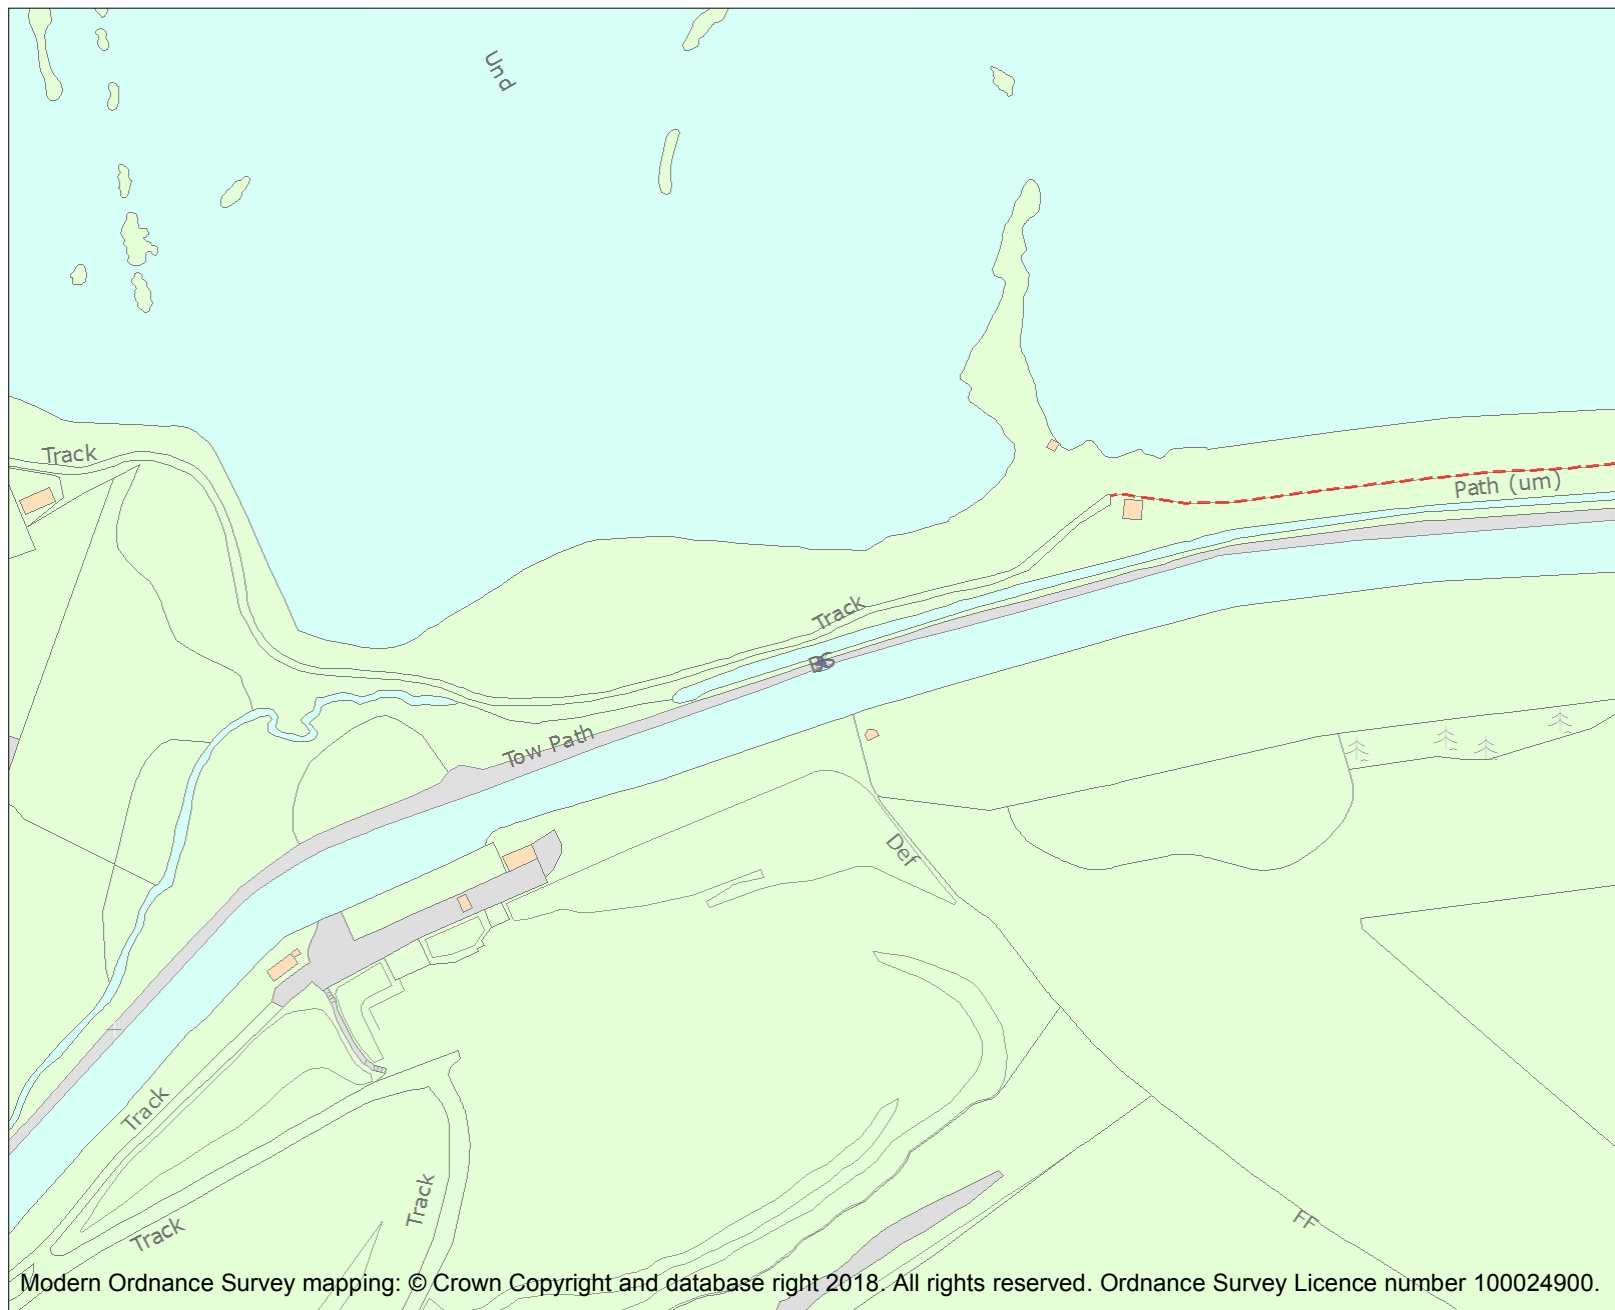 Und
Track
Path (um)
Track
BS
Tow Path
Def
Track
Track
Track
FF
Modern Ordnance Survey mapping: © Crown Copyright and database right 2018. All rights reserved. Ordnance Survey Licence number 100024900.